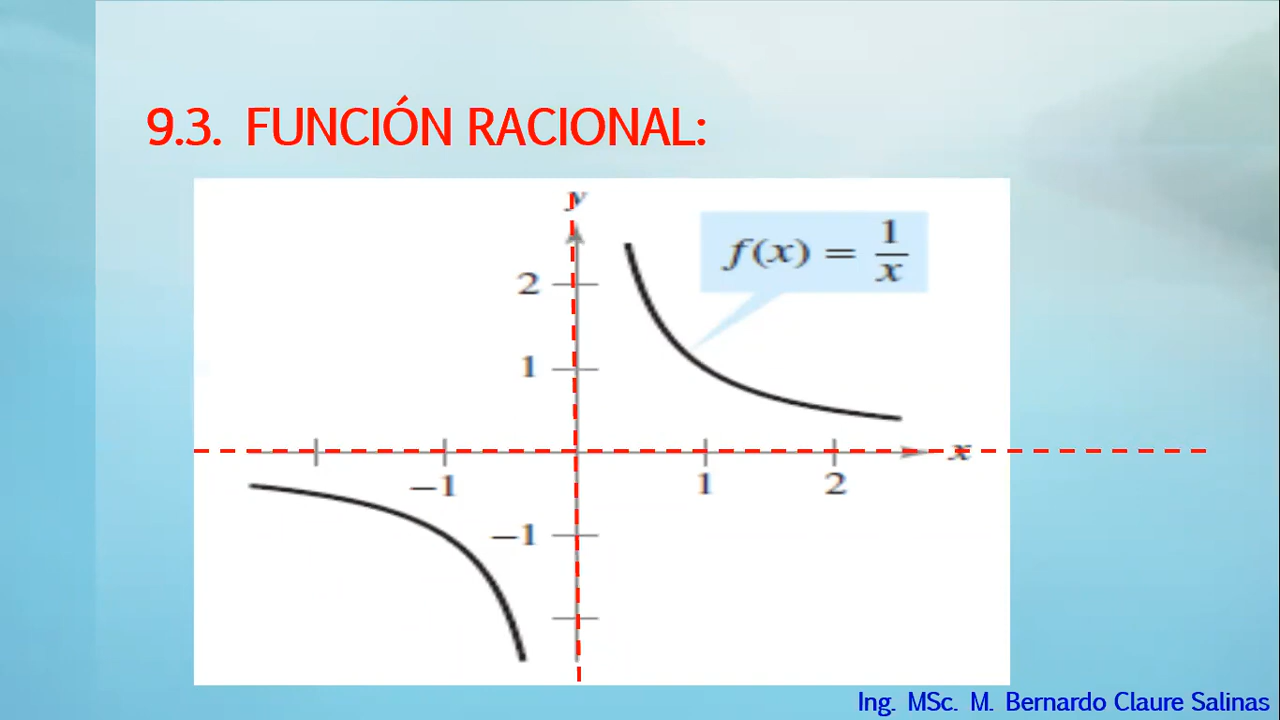 9.3. FUNCIÓN RACIONAL:
y
f(x) = 1/x
2
1
x
−1
1
2
−1
Ing. MSc. M. Bernardo Claure Salinas